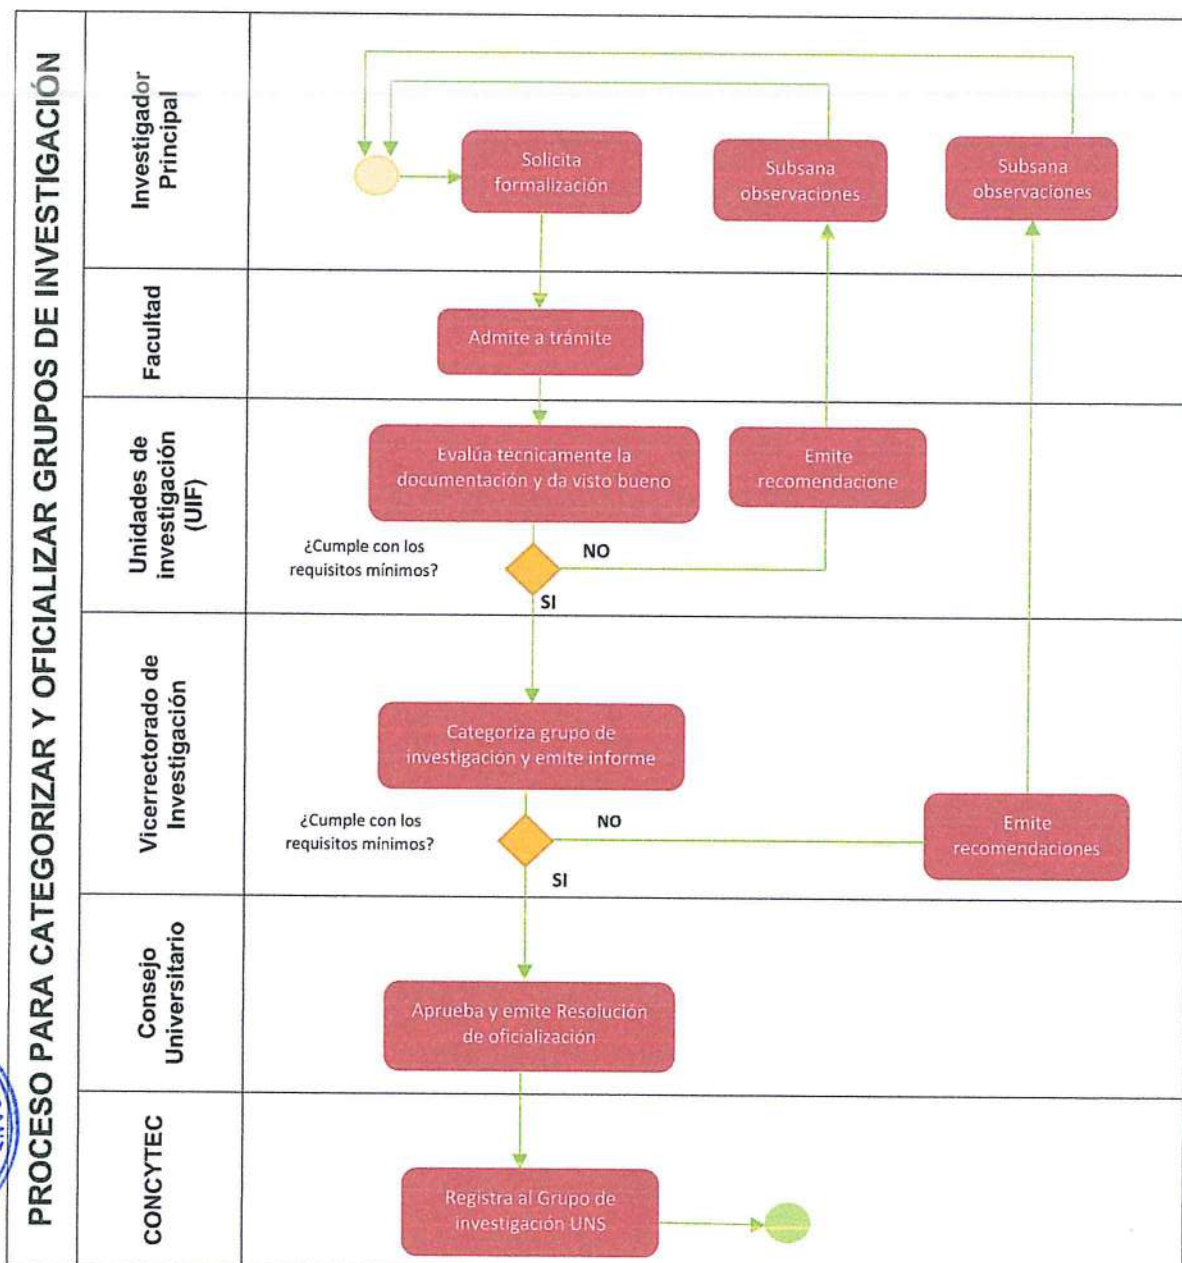 PROCESO PARA CATEGORIZAR Y OFICIALIZAR GRUPOS DE INVESTIGACIÓN
Investigador
Principal
Solicita
formalización
Subsana
observaciones
Subsana
observaciones
Facultad
Admite a trámite
Unidades de
investigación
(UIF)
Evalúa técnicamente la
documentación y da visto bueno
Emite
recomendacione
¿Cumple con los
requisitos mínimos?
NO
SI
Vicerrectorado de
Investigación
Categoriza grupo de
investigación y emite informe
¿Cumple con los
requisitos mínimos?
NO
Emite
recomendaciones
SI
Consejo
Universitario
Aprueba y emite Resolución
de oficialización
CONCYTEC
Registra al Grupo de
investigación UNS